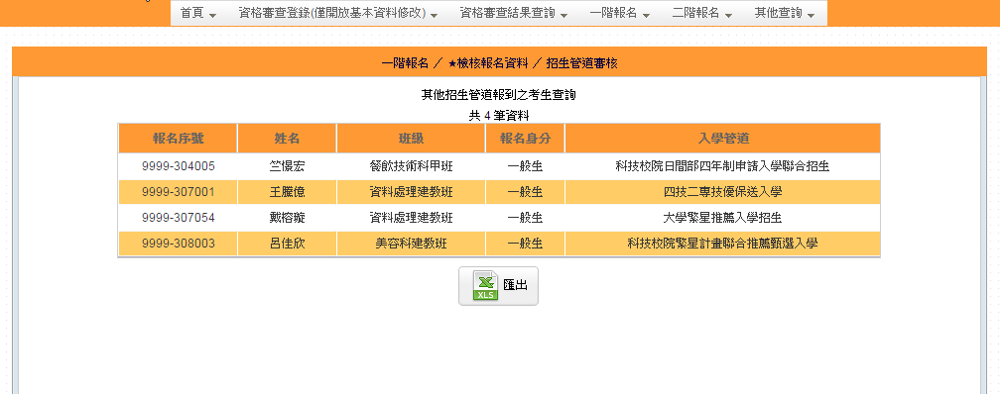 首頁 資格審查登錄(僅開放基本資料修改) 資格審查結果查詢 一階報名 二階報名 其他查詢
一階報名 ／ ★檢核報名資料 ／ 招生管道審核
其他招生管道報到之考生查詢
共 4 筆資料
報名序號 姓名 班級 報名身分 入學管道
9999-304005 竺憬宏 餐飲技術科甲班 一般生 科技校院日間部四年制申請入學聯合招生
9999-307001 王騰億 資料處理建教班 一般生 四技二專技優保送入學
9999-307054 戴榕璇 資料處理建教班 一般生 大學繁星推薦入學招生
9999-308003 呂佳欣 美容科建教班 一般生 科技校院繁星計畫聯合推薦甄選入學
XLS 匯出